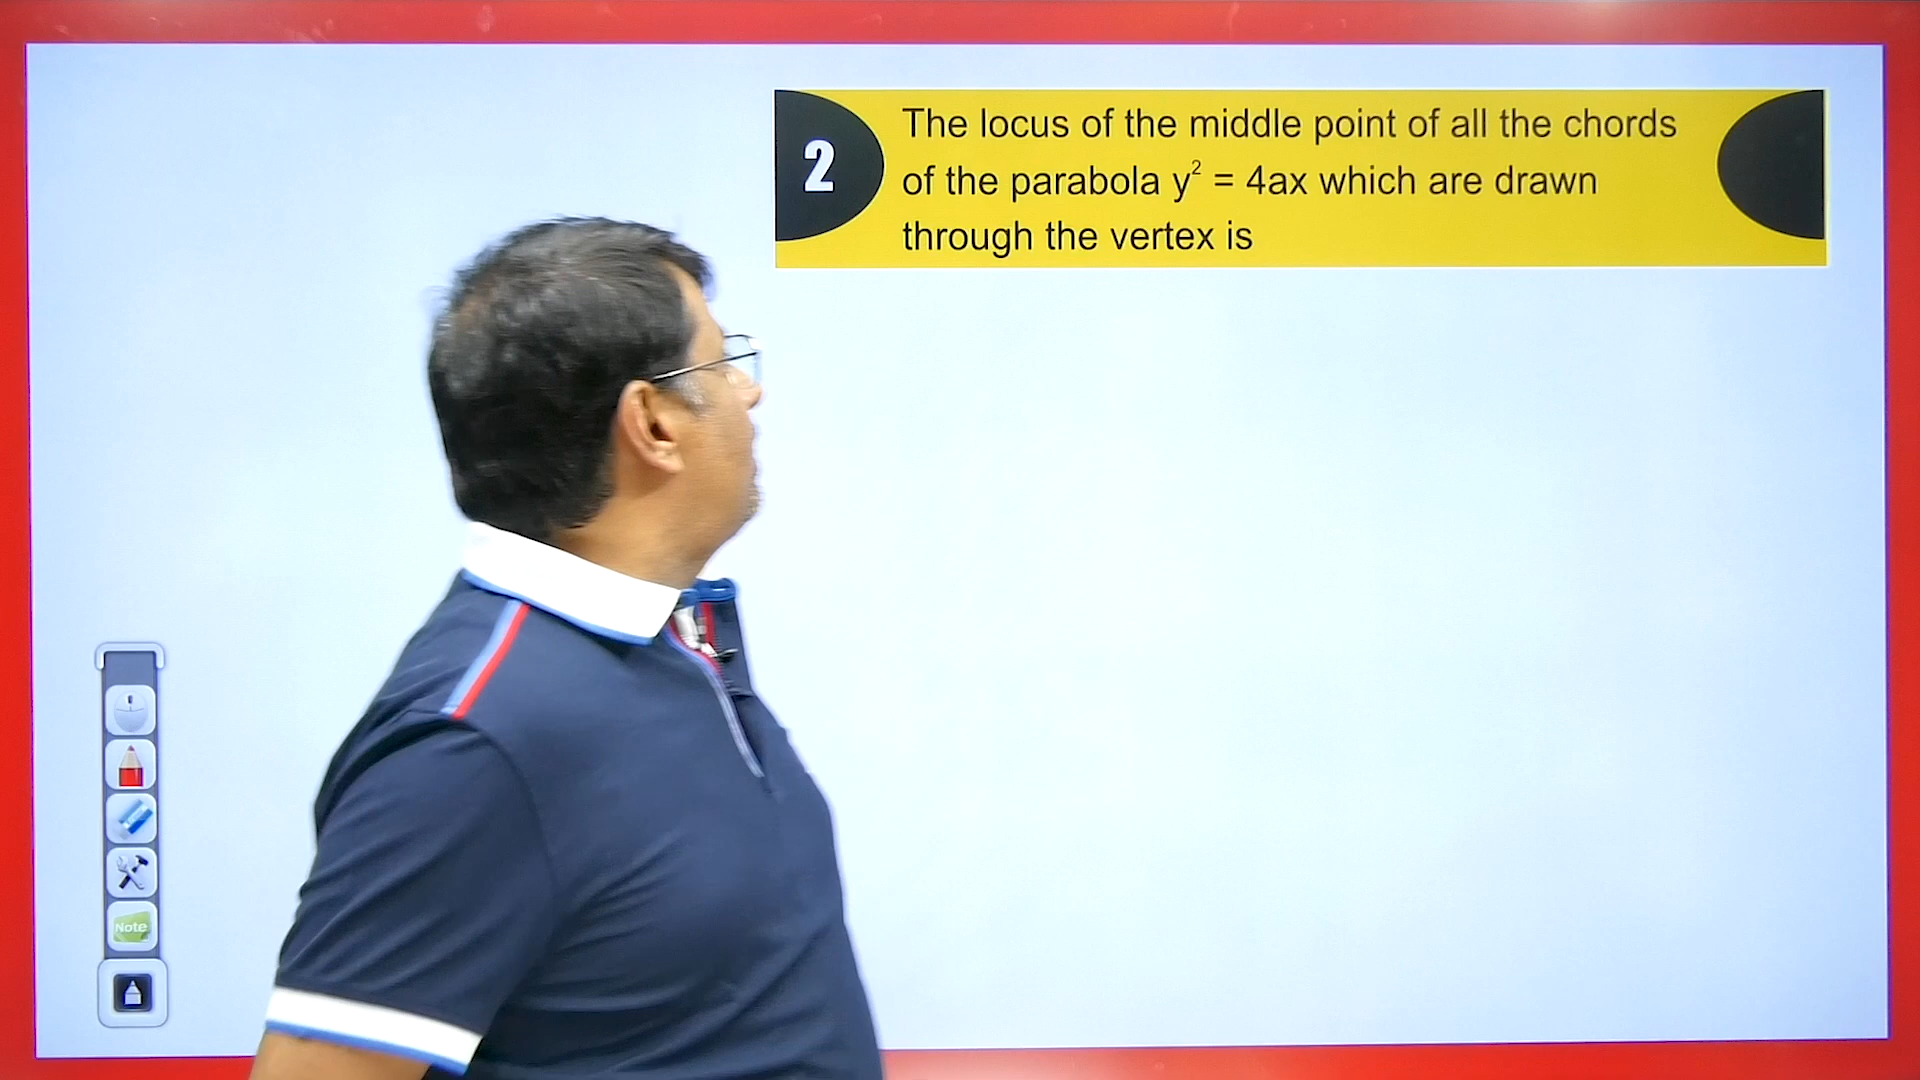 2
The locus of the middle point of all the chords
of the parabola y² = 4ax which are drawn
through the vertex is
Note